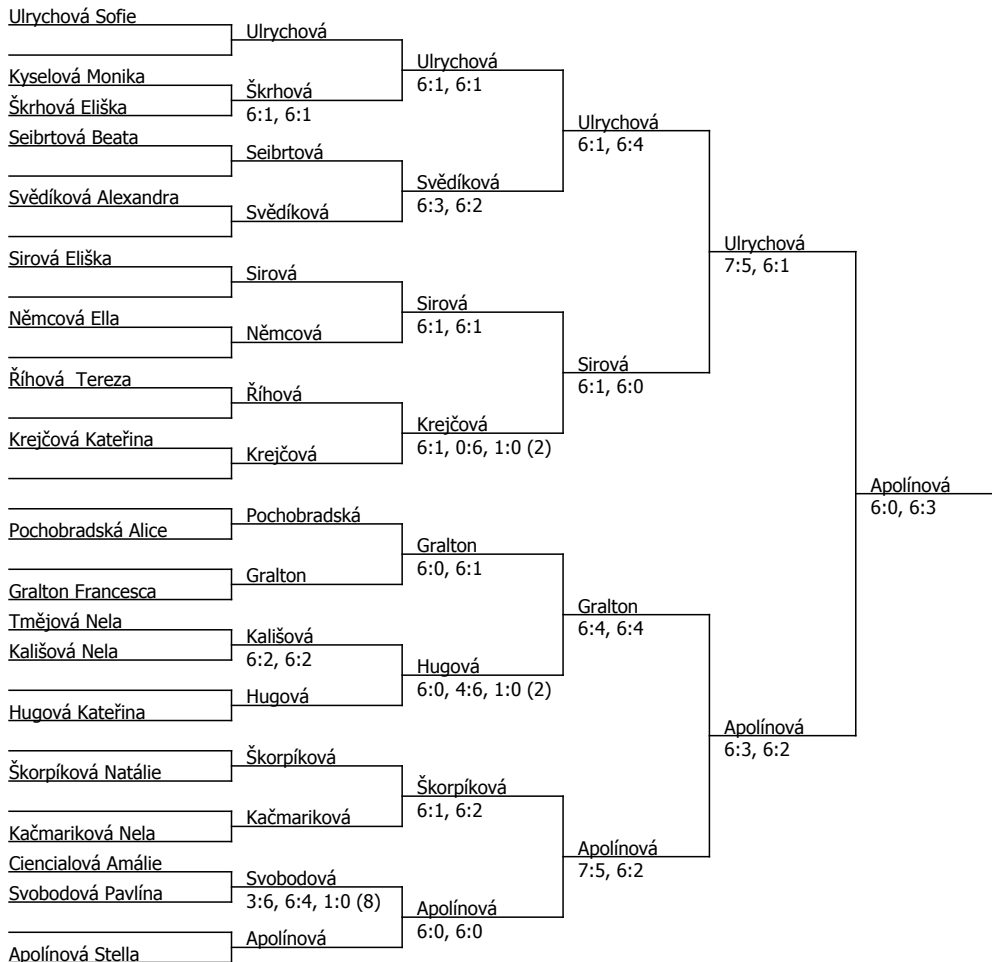 Ulrychová Sofie
Ulrychová
Ulrychová
6:1, 6:1
Kyselová Monika
Škrhová
6:1, 6:1
Škrhová Eliška
Ulrychová
6:1, 6:4
Seibrtová Beata
Seibrtová
Svědíková
6:3, 6:2
Svědíková Alexandra
Svědíková
Ulrychová
7:5, 6:1
Sirová Eliška
Sirová
Sirová
6:1, 6:1
Němcová Ella
Němcová
Sirová
6:1, 6:0
Říhová  Tereza
Říhová
Krejčová
6:1, 0:6, 1:0 (2)
Krejčová Kateřina
Krejčová
Apolínová
6:0, 6:3
Pochobradská
Pochobradská Alice
Gralton
6:0, 6:1
Gralton
Gralton Francesca
Gralton
6:4, 6:4
Tmějová Nela
Kališová
6:2, 6:2
Kališová Nela
Hugová
6:0, 4:6, 1:0 (2)
Hugová
Hugová Kateřina
Apolínová
6:3, 6:2
Škorpíková
Škorpíková Natálie
Škorpíková
6:1, 6:2
Kačmariková
Kačmariková Nela
Apolínová
7:5, 6:2
Ciencialová Amálie
Svobodová
3:6, 6:4, 1:0 (8)
Svobodová Pavlína
Apolínová
6:0, 6:0
Apolínová
Apolínová Stella